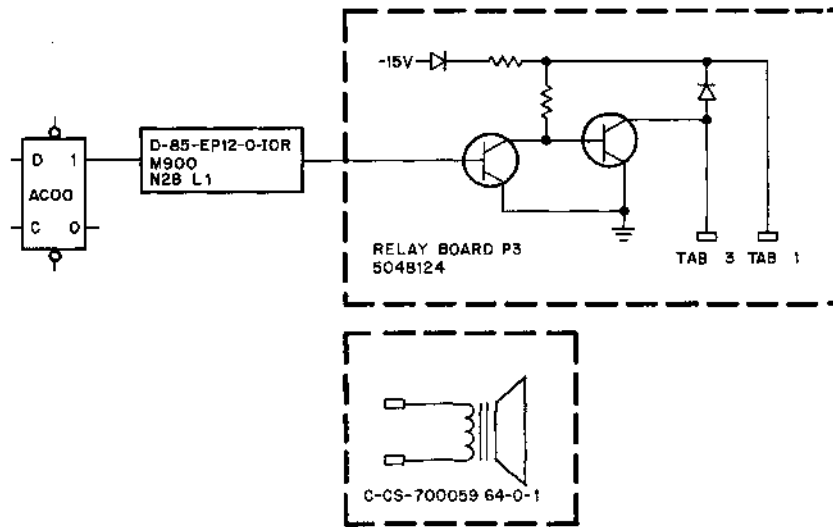 -15V
D 1
AC00
C 0
D-85-EP12-0-IOR
M900
N28 L1
RELAY BOARD P3
5048124
TAB 3 TAB 1
C-CS-700059 64-0-1